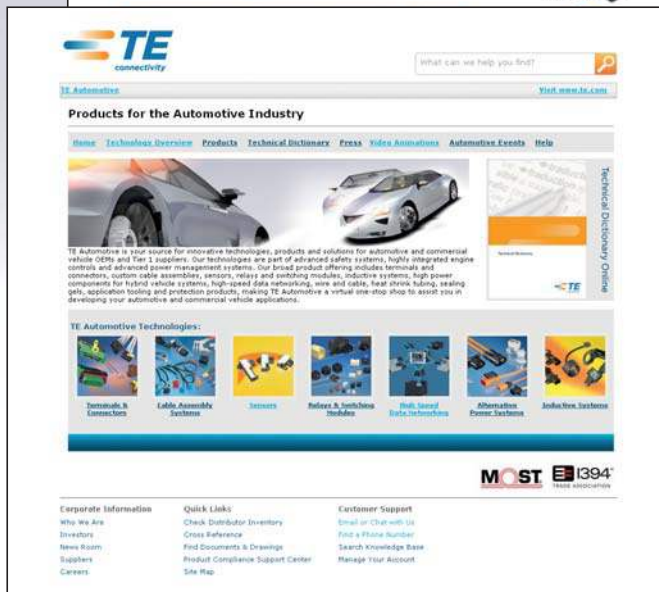 TE
connectivity
What can we help you find?
TE Automotive
Visit www.te.com
Products for the Automotive Industry
Home Technology Overview Products Technical Dictionary Press Video Animations Automotive Events Help
TE Automotive is your source for innovative technologies, products and solutions for automotive and commercial
vehicle OEMs and Tier 1 suppliers. Our technologies are part of advanced safety systems, highly integrated engine
controls and advanced power management systems. Our broad product offering includes terminals and
connectors, custom cable assemblies, sensors, relays and switching modules, inductive systems, high power
components for hybrid vehicle systems, high-speed data networking, wire and cable, heat shrink tubing, sealing
gels, application tooling and protection products, making TE Automotive a virtual one-stop shop to assist you in
developing your automotive and commercial vehicle applications.
Technical Dictionary
TE
Technical Dictionary Online
TE Automotive Technologies:
Terminals &
Connectors
Cable Assembly
Systems
Sensors
Relays & Switching
Modules
High Speed
Data Networking
Alternative
Power Systems
Inductive Systems
MOST
1394
TRADE ASSOCIATION
Corporate Information
Who We Are
Investors
News Room
Suppliers
Careers
Quick Links
Check Distributor Inventory
Cross Reference
Find Documents & Drawings
Product Compliance Support Center
Site Map
Customer Support
Email or Chat with Us
Find a Phone Number
Search Knowledge Base
Manage Your Account